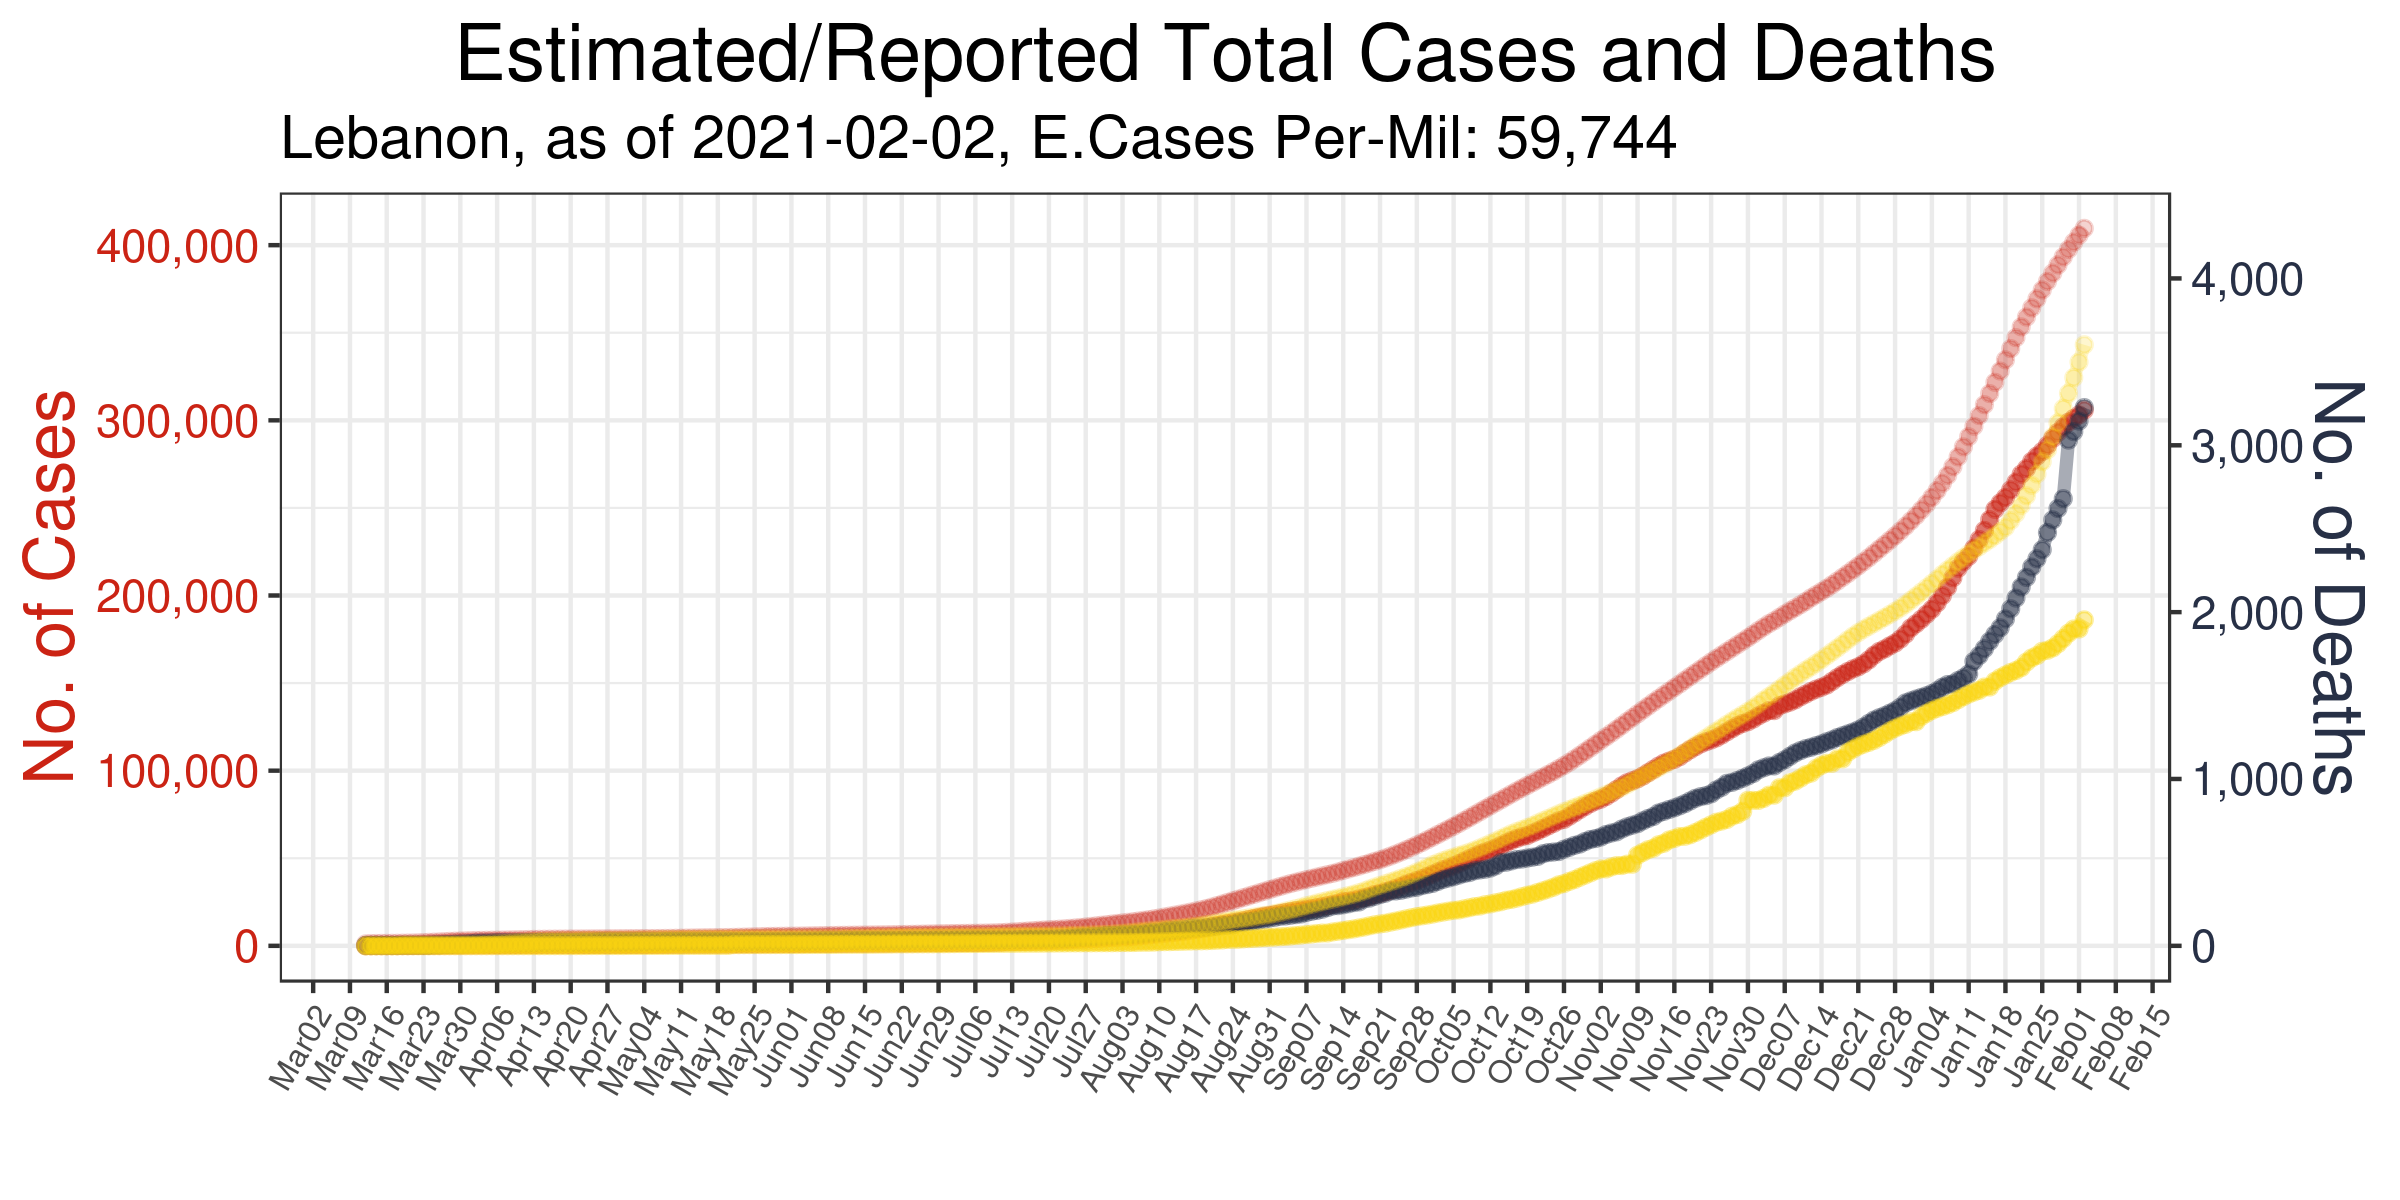 Estimated/Reported Total Cases and Deaths
Lebanon, as of 2021-02-02, E.Cases Per-Mil: 59,744
No. of Cases
400,000
300,000
200,000
100,000
0
4,000
3,000
2,000
1,000
0
No. of Deaths
Mar02 Mar09 Mar16 Mar23 Mar30 Apr06 Apr13 Apr20 Apr27 May04 May11 May18 May25 Jun01 Jun08 Jun15 Jun22 Jun29 Jul06 Jul13 Jul20 Jul27 Aug03 Aug10 Aug17 Aug24 Aug31 Sep07 Sep14 Sep21 Sep28 Oct05 Oct12 Oct19 Oct26 Nov02 Nov09 Nov16 Nov23 Nov30 Dec07 Dec14 Dec21 Dec28 Jan04 Jan11 Jan18 Jan25 Feb01 Feb08 Feb15